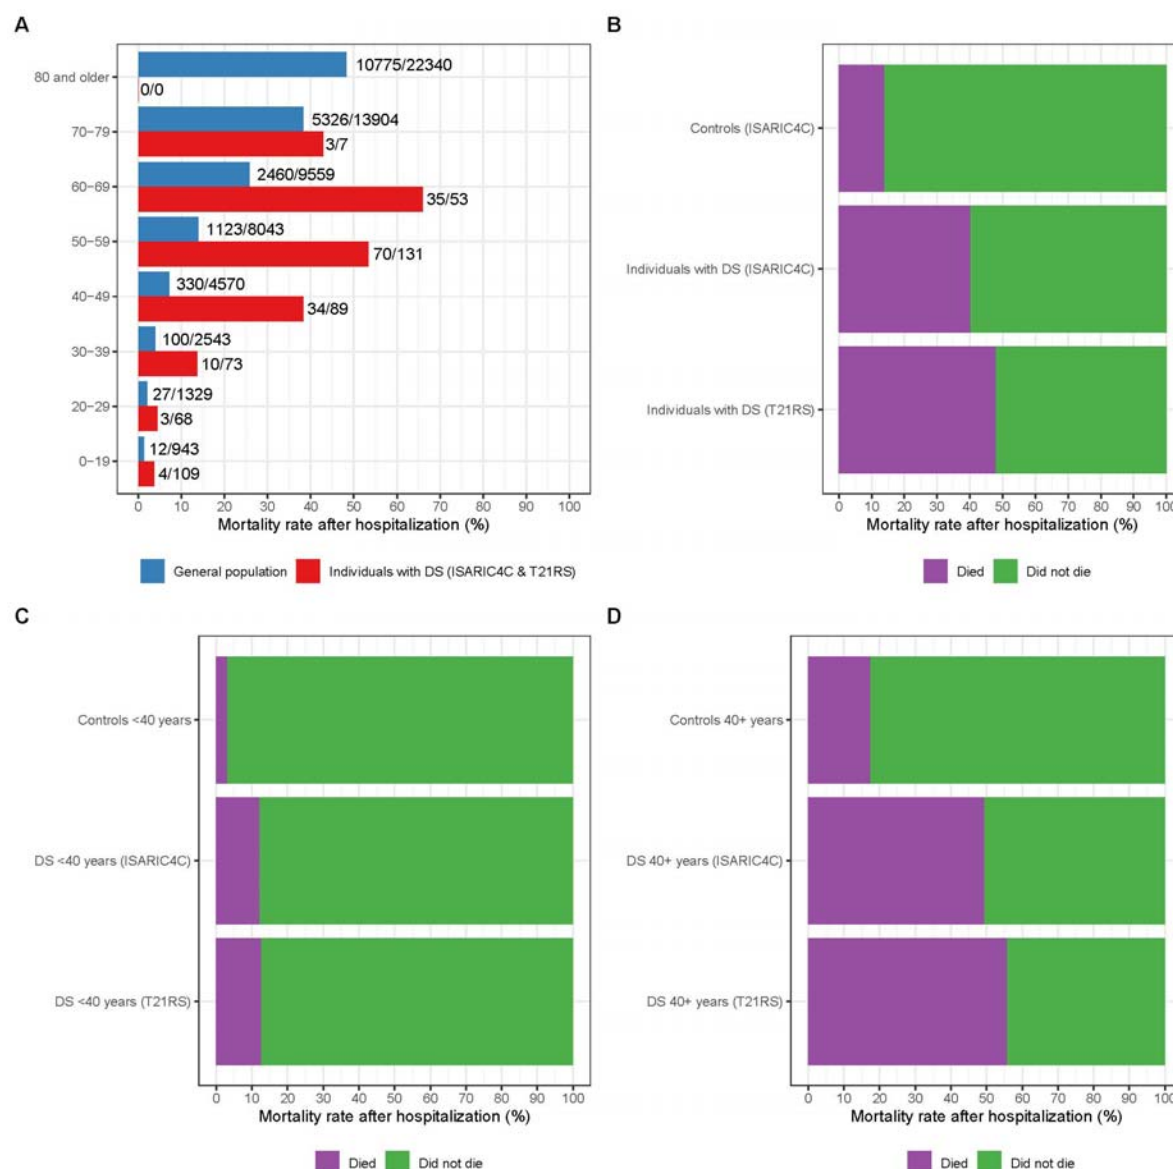 A
80 and older
10775/22340
0/0
70−79
5326/13904
3/7
60−69
2460/9559
35/53
50−59
1123/8043
70/131
40−49
330/4570
34/89
30−39
100/2543
10/73
20−29
27/1329
3/68
0−19
12/943
4/109
0 10 20 30 40 50 60 70 80 90 100
Mortality rate after hospitalization (%)
General population Individuals with DS (ISARIC4C & T21RS)
B
Controls (ISARIC4C)
Individuals with DS (ISARIC4C)
Individuals with DS (T21RS)
0 10 20 30 40 50 60 70 80 90 100
Mortality rate after hospitalization (%)
Died Did not die
C
Controls <40 years
DS <40 years (ISARIC4C)
DS <40 years (T21RS)
0 10 20 30 40 50 60 70 80 90 100
Mortality rate after hospitalization (%)
Died Did not die
D
Controls 40+ years
DS 40+ years (ISARIC4C)
DS 40+ years (T21RS)
0 10 20 30 40 50 60 70 80 90 100
Mortality rate after hospitalization (%)
Died Did not die